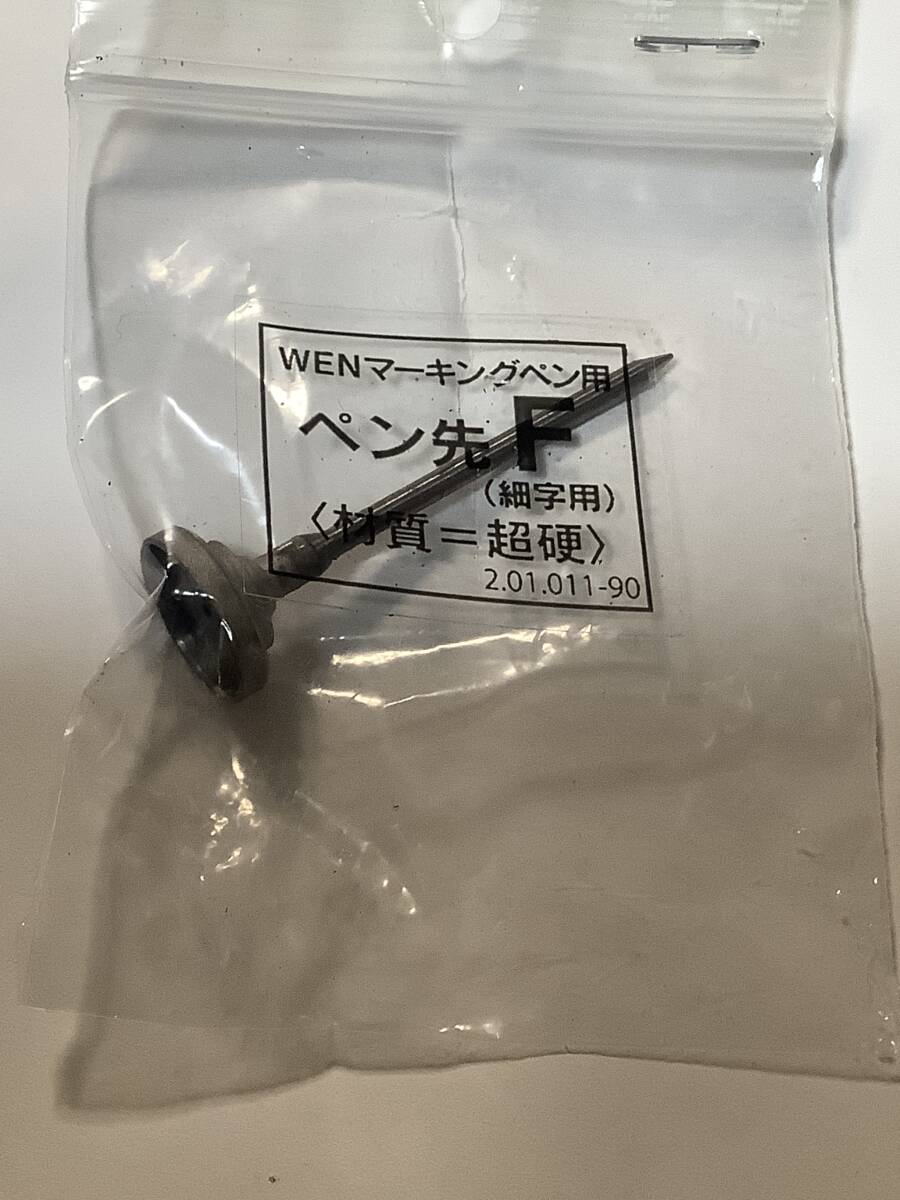 WENマーキングペン用
ペン先 F
(細字用)
〈材質＝超硬〉
2.01.011-90